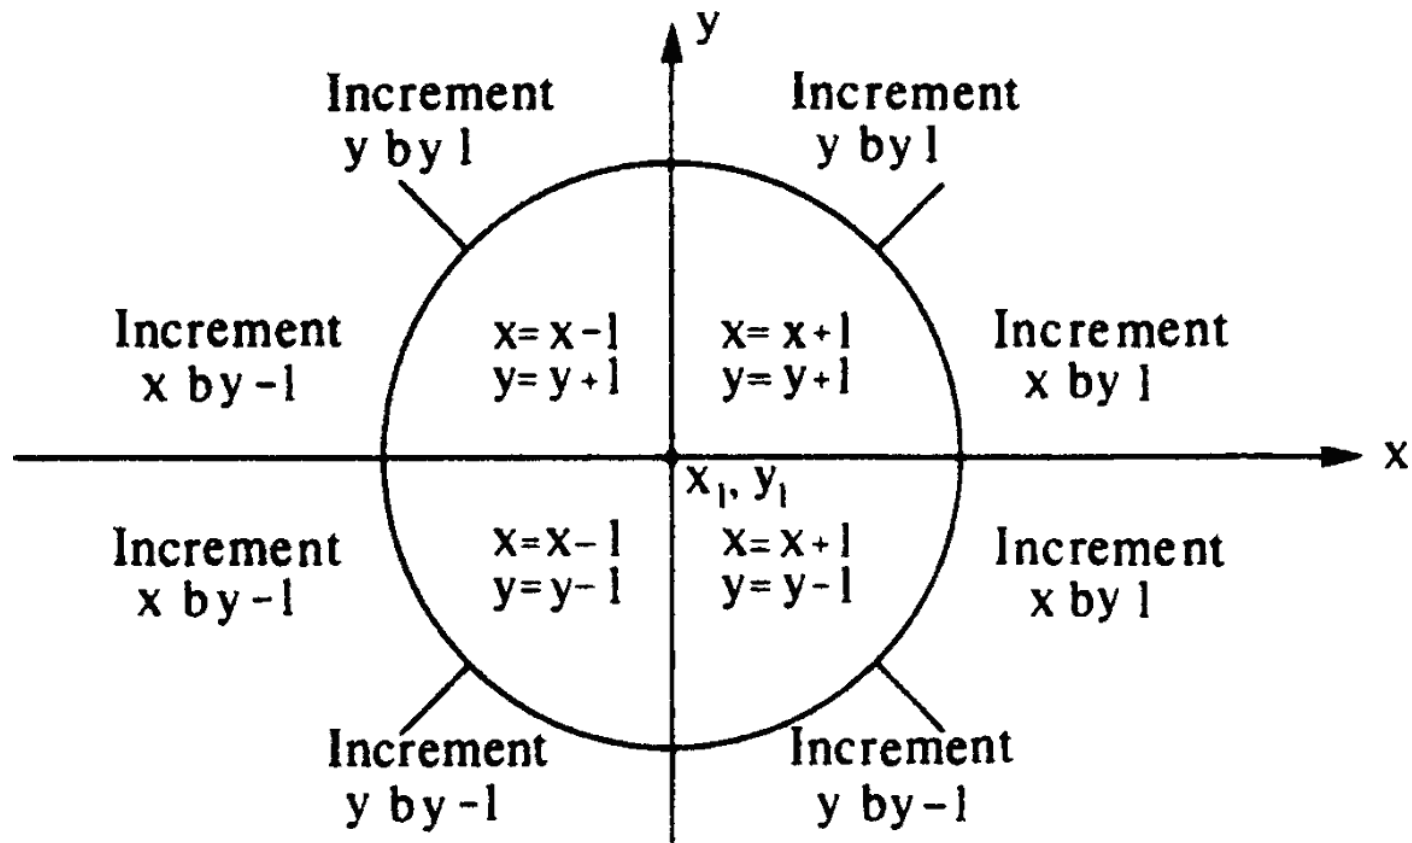 y
Increment
y by 1
Increment
y by 1
Increment
x by -1
x = x - 1
y = y + 1
x = x + 1
y = y + 1
Increment
x by 1
x
x₁, y₁
Increment
x by -1
x = x - 1
y = y - 1
x = x + 1
y = y - 1
Increment
x by 1
Increment
y by -1
Increment
y by -1